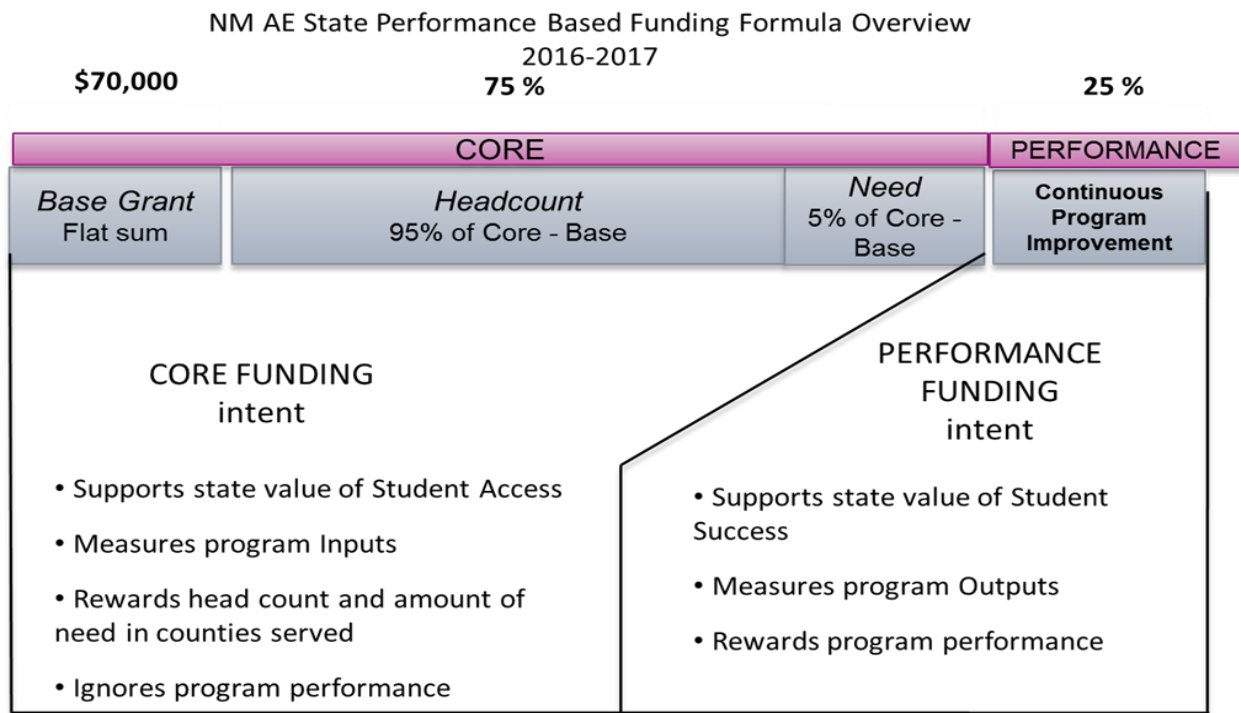 NM AE State Performance Based Funding Formula Overview
2016-2017
$70,000 75 % 25 %
CORE PERFORMANCE
Base Grant
Flat sum
Headcount
95% of Core - Base
Need
5% of Core -
Base
Continuous
Program
Improvement
CORE FUNDING
intent
• Supports state value of Student Access
• Measures program Inputs
• Rewards head count and amount of
need in counties served
• Ignores program performance
PERFORMANCE
FUNDING
intent
• Supports state value of Student
Success
• Measures program Outputs
• Rewards program performance